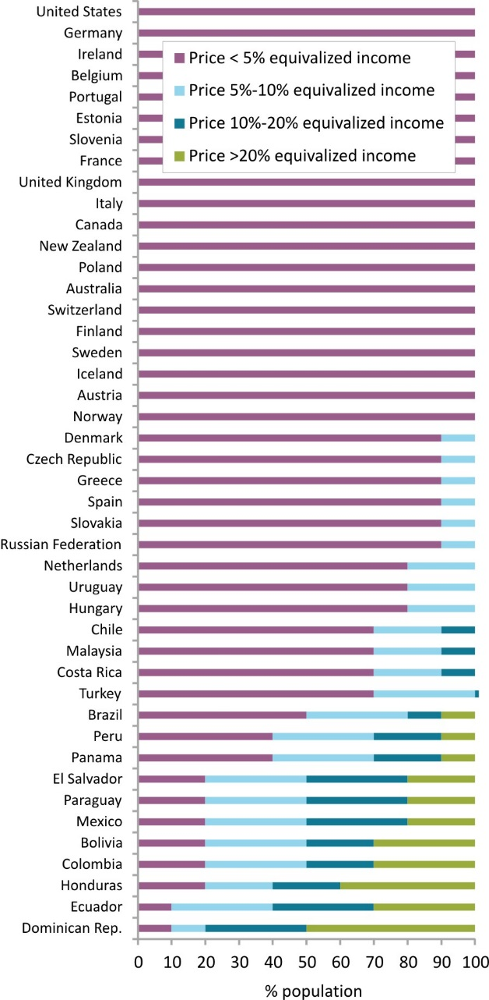 United States
Germany
Ireland
Price < 5% equivalized income
Belgium
Price 5%-10% equivalized income
Portugal
Estonia
Price 10%-20% equivalized income
Slovenia
Price >20% equivalized income
France
United Kingdom
Italy
Canada
New Zealand
Poland
Australia
Switzerland
Finland
Sweden
Iceland
Austria
Norway
Denmark
Czech Republic
Greece
Spain
Slovakia
Russian Federation
Netherlands
Uruguay
Hungary
Chile
Malaysia
Costa Rica
Turkey
Brazil
Peru
Panama
El Salvador
Paraguay
Mexico
Bolivia
Colombia
Honduras
Ecuador
Dominican Rep.
0 10 20 30 40 50 60 70 80 90 100
% population